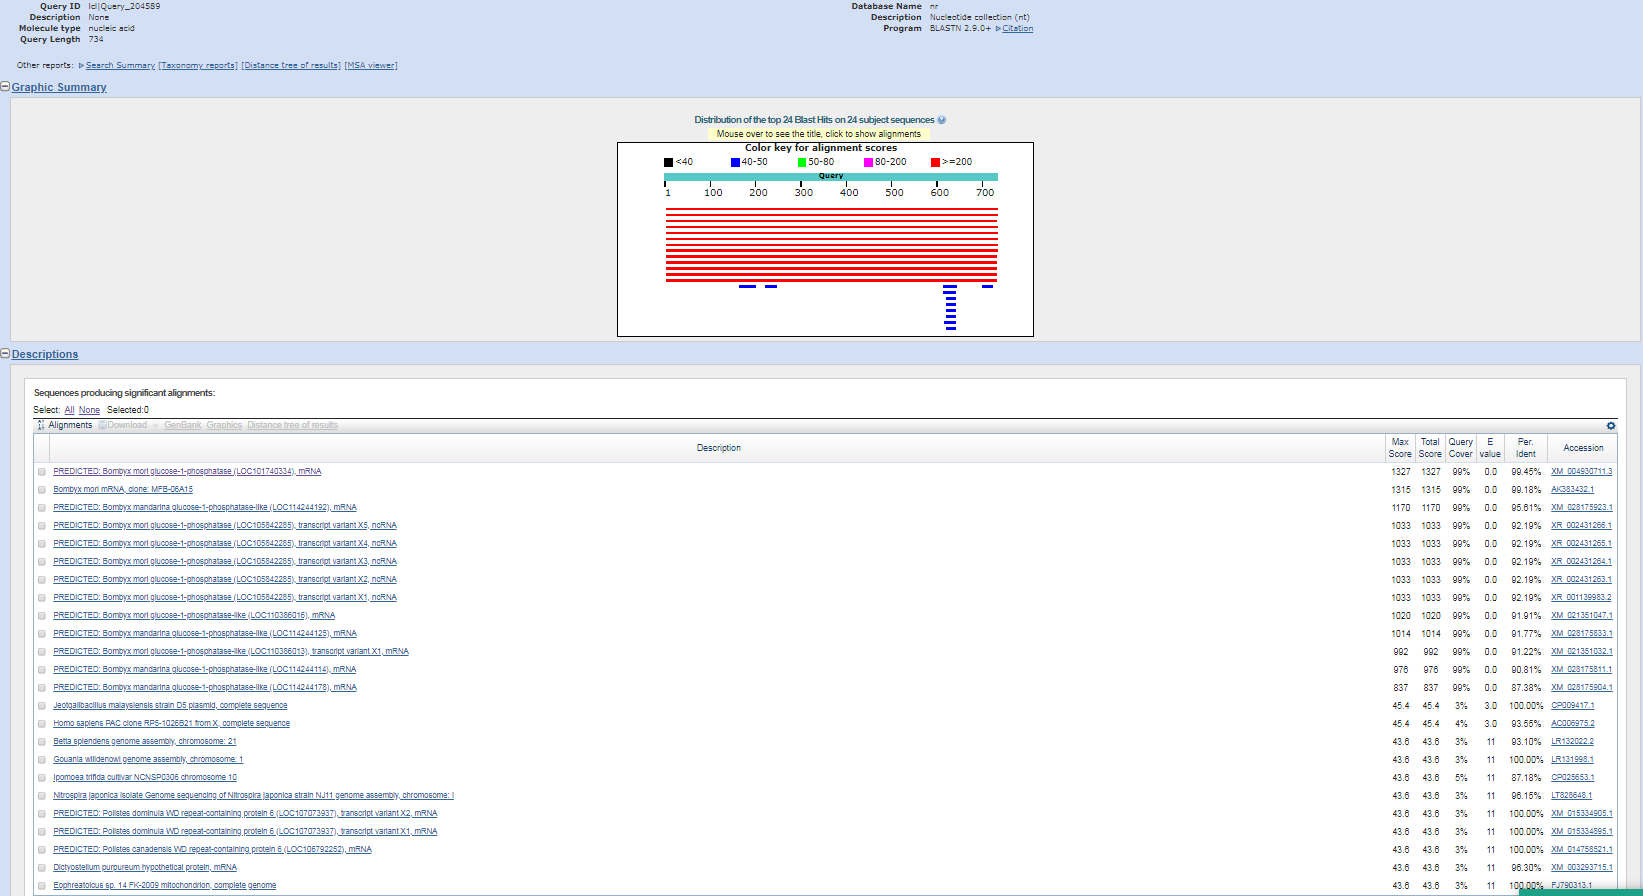 Query ID lcl|Query_204589
Description None
Molecule type nucleic acid
Query Length 734
Database Name nr
Description Nucleotide collection (nt)
Program BLASTN 2.9.0+ Citation
Other reports: Search Summary [Taxonomy reports] [Distance tree of results] [MSA viewer]
Graphic Summary
Distribution of the top 24 Blast Hits on 24 subject sequences
Mouse over to see the title, click to show alignments
Color key for alignment scores
<40 40-50 50-80 80-200 >=200
Query
1 100 200 300 400 500 600 700
Descriptions
Sequences producing significant alignments:
Select: All None Selected:0
Alignments Download GenBank Graphics Distance tree of results
Description Max Score Total Score Query Cover E value Per. Ident Accession
PREDICTED: Bombyx mori glucose-1-phosphatase (LOC101740334), mRNA 1327 1327 99% 0.0 99.45% XM_004930711.3
Bombyx mori mRNA, clone: MFB-06A15 1315 1315 99% 0.0 99.18% AK383432.1
PREDICTED: Bombyx mandarina glucose-1-phosphatase-like (LOC114244192), mRNA 1170 1170 99% 0.0 95.61% XM_028175923.1
PREDICTED: Bombyx mori glucose-1-phosphatase (LOC105842285), transcript variant X5, ncRNA 1033 1033 99% 0.0 92.19% XR_002431266.1
PREDICTED: Bombyx mori glucose-1-phosphatase (LOC105842285), transcript variant X4, ncRNA 1033 1033 99% 0.0 92.19% XR_002431265.1
PREDICTED: Bombyx mori glucose-1-phosphatase (LOC105842285), transcript variant X3, ncRNA 1033 1033 99% 0.0 92.19% XR_002431264.1
PREDICTED: Bombyx mori glucose-1-phosphatase (LOC105842285), transcript variant X2, ncRNA 1033 1033 99% 0.0 92.19% XR_002431263.1
PREDICTED: Bombyx mori glucose-1-phosphatase (LOC105842285), transcript variant X1, ncRNA 1033 1033 99% 0.0 92.19% XR_001139983.2
PREDICTED: Bombyx mori glucose-1-phosphatase-like (LOC110386016), mRNA 1020 1020 99% 0.0 91.91% XM_021351047.1
PREDICTED: Bombyx mandarina glucose-1-phosphatase-like (LOC114244125), mRNA 1014 1014 99% 0.0 91.77% XM_028175833.1
PREDICTED: Bombyx mori glucose-1-phosphatase-like (LOC110386013), transcript variant X1, mRNA 992 992 99% 0.0 91.22% XM_021351032.1
PREDICTED: Bombyx mandarina glucose-1-phosphatase-like (LOC114244114), mRNA 976 976 99% 0.0 90.81% XM_028175811.1
PREDICTED: Bombyx mandarina glucose-1-phosphatase-like (LOC114244178), mRNA 837 837 99% 0.0 87.38% XM_028175904.1
Jeotgalibacillus malaysiensis strain D5 plasmid, complete sequence 45.4 45.4 3% 3.0 100.00% CP009417.1
Homo sapiens PAC clone RP5-1026B21 from X, complete sequence 45.4 45.4 4% 3.0 93.55% AC006975.2
Betta splendens genome assembly, chromosome: 21 43.6 43.6 3% 11 93.10% LR132022.2
Gouania willdenowi genome assembly, chromosome: 1 43.6 43.6 3% 11 100.00% LR131998.1
Ipomoea trifida cultivar NCNSP0306 chromosome 10 43.6 43.6 5% 11 87.18% CP025653.1
Nitrospira japonica isolate Genome sequencing of Nitrospira japonica strain NJ11 genome assembly, chromosome: I 43.6 43.6 3% 11 96.15% LT828648.1
PREDICTED: Polistes dominula WD repeat-containing protein 6 (LOC107073937), transcript variant X2, mRNA 43.6 43.6 3% 11 100.00% XM_015334905.1
PREDICTED: Polistes dominula WD repeat-containing protein 6 (LOC107073937), transcript variant X1, mRNA 43.6 43.6 3% 11 100.00% XM_015334895.1
PREDICTED: Polistes canadensis WD repeat-containing protein 6 (LOC106792252), mRNA 43.6 43.6 3% 11 100.00% XM_014758521.1
Dictyostelium purpureum hypothetical protein, mRNA 43.6 43.6 3% 11 96.30% XM_003293715.1
Eophreatoicus sp. 14 FK-2009 mitochondrion, complete genome 43.6 43.6 3% 11 100.00% FJ790313.1